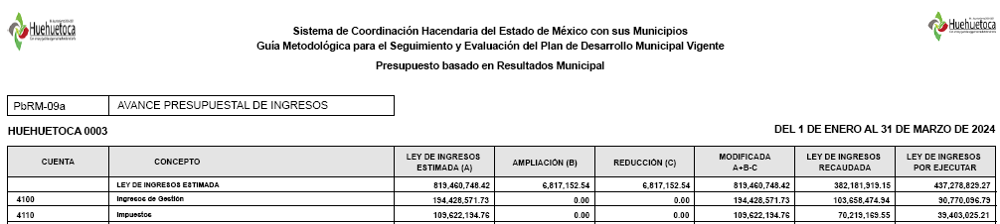 Huehuetoca
Huehuetoca
Sistema de Coordinación Hacendaria del Estado de México con sus Municipios
Guía Metodológica para el Seguimiento y Evaluación del Plan de Desarrollo Municipal Vigente
Presupuesto basado en Resultados Municipal
PbRM-09a AVANCE PRESUPUESTAL DE INGRESOS
HUEHUETOCA 0003 DEL 1 DE ENERO AL 31 DE MARZO DE 2024
CUENTA CONCEPTO LEY DE INGRESOS ESTIMADA (A) AMPLIACIÓN (B) REDUCCIÓN (C) MODIFICADA A+B-C LEY DE INGRESOS RECAUDADA LEY DE INGRESOS POR EJECUTAR
LEY DE INGRESOS ESTIMADA 819,460,748.42 6,817,152.54 6,817,152.54 819,460,748.42 382,181,919.15 437,278,829.27
4100 Ingresos de Gestión 194,428,571.73 0.00 0.00 194,428,571.73 103,658,474.94 90,770,096.79
4110 Impuestos 109,622,194.76 0.00 0.00 109,622,194.76 70,219,169.55 39,403,025.21